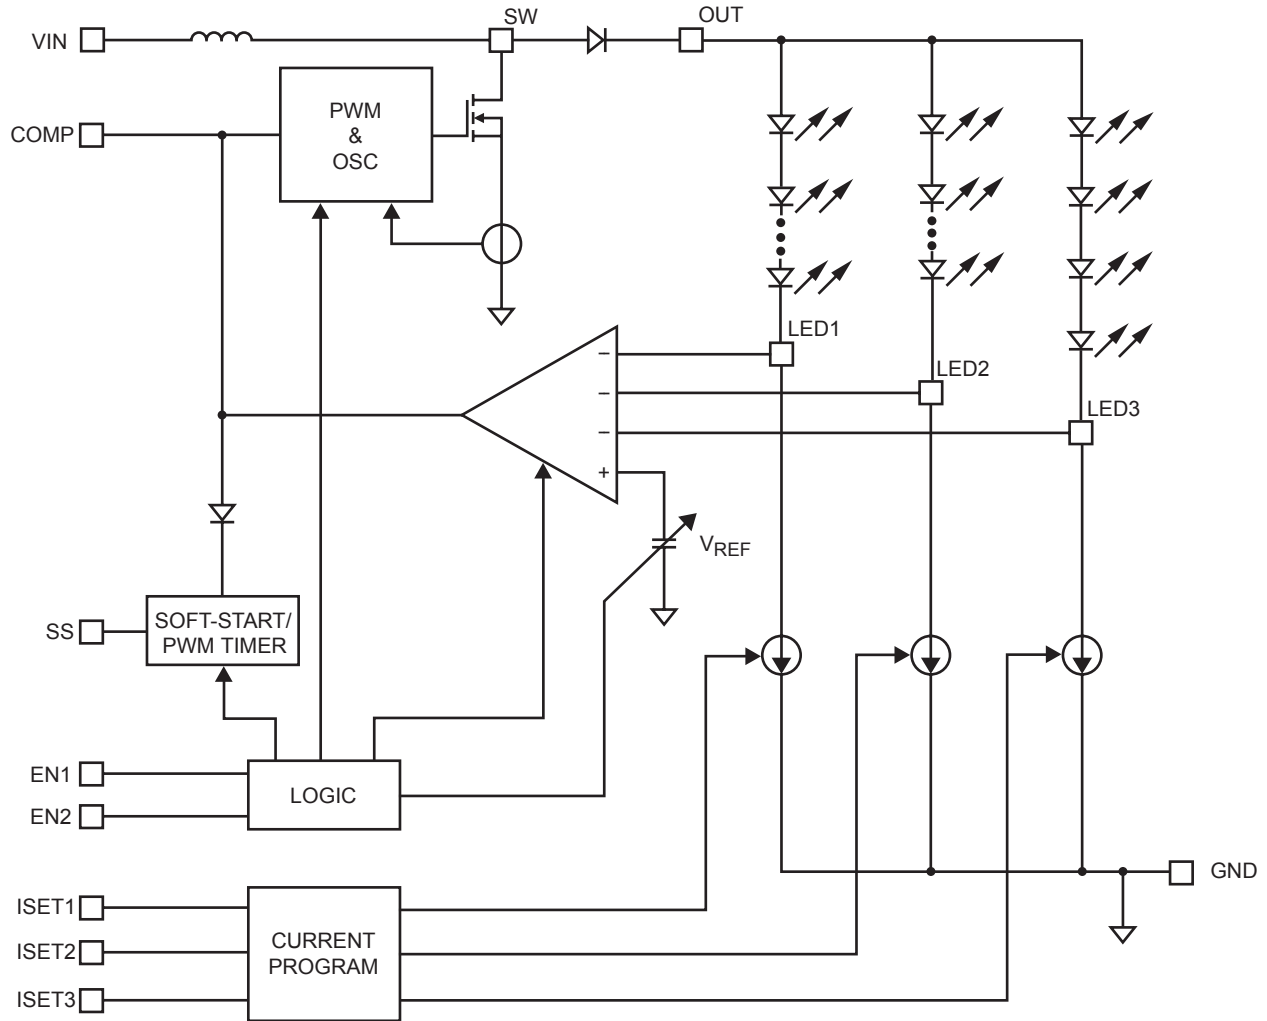 SW
OUT
VIN
PWM
&
OSC
COMP
LED1
LED2
LED3
−
−
−
+
VREF
SOFT-START/
PWM TIMER
SS
EN1
LOGIC
EN2
GND
ISET1
CURRENT
PROGRAM
ISET2
ISET3